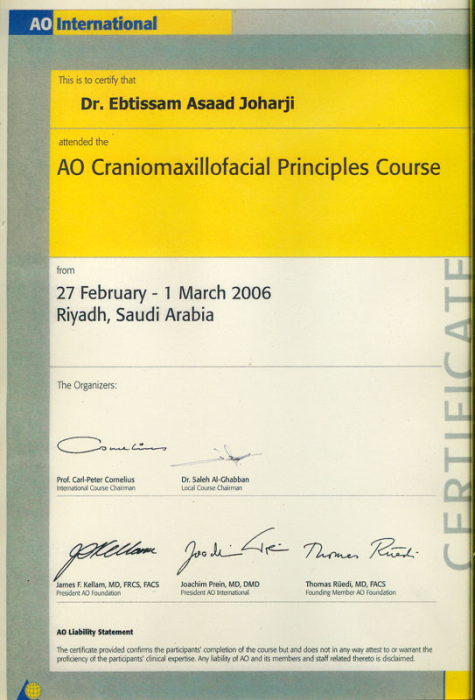 AO International
This is to certify that
Dr. Ebtissam Asaad Joharji
attended the
AO Craniomaxillofacial Principles Course
from
27 February - 1 March 2006
Riyadh, Saudi Arabia
CERTIFICATE
The Organizers:
Prof. Carl-Peter Cornelius
International Course Chairman
Dr. Saleh Al-Ghabban
Local Course Chairman
James F. Kellam, MD, FRCS, FACS
President AO Foundation
Joachim Prein, MD, DMD
President AO International
Thomas Rüedi, MD, FACS
Founding Member AO Foundation
AO Liability Statement
The certificate provided confirms the participants' completion of the course but does not in any way attest to or warrant the
proficiency of the participants' clinical expertise. Any liability of AO and its members and staff related thereto is disclaimed.